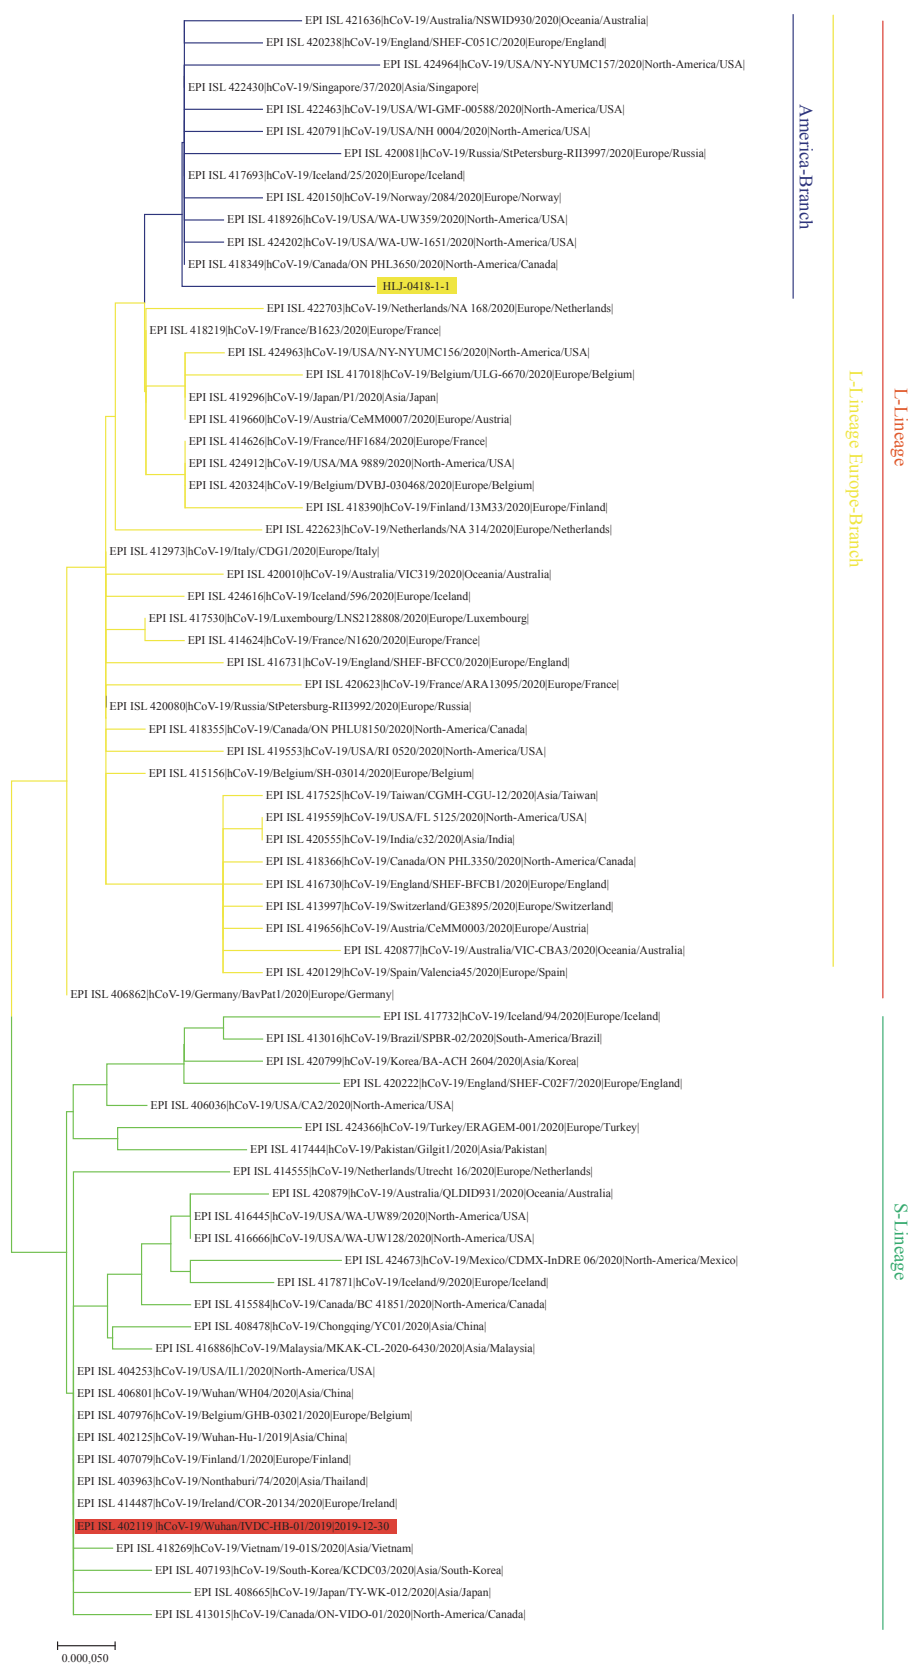 EPI ISL 421636|hCoV-19/Australia/NSWID930/2020|Oceania/Australia|
EPI ISL 420238|hCoV-19/England/SHEF-C051C/2020|Europe/England|
EPI ISL 424964|hCoV-19/USA/NY-NYUMC157/2020|North-America/USA|
EPI ISL 422430|hCoV-19/Singapore/37/2020|Asia/Singapore|
EPI ISL 422463|hCoV-19/USA/WI-GMF-00588/2020|North-America/USA|
EPI ISL 420791|hCoV-19/USA/NH 0004/2020|North-America/USA|
EPI ISL 420081|hCoV-19/Russia/StPetersburg-RII3997/2020|Europe/Russia|
EPI ISL 417693|hCoV-19/Iceland/25/2020|Europe/Iceland|
EPI ISL 420150|hCoV-19/Norway/2084/2020|Europe/Norway|
EPI ISL 418926|hCoV-19/USA/WA-UW359/2020|North-America/USA|
EPI ISL 424202|hCoV-19/USA/WA-UW-1651/2020|North-America/USA|
EPI ISL 418349|hCoV-19/Canada/ON PHL3650/2020|North-America/Canada|
HLJ-0418-1-1
America-Branch
EPI ISL 422703|hCoV-19/Netherlands/NA 168/2020|Europe/Netherlands|
EPI ISL 418219|hCoV-19/France/B1623/2020|Europe/France|
EPI ISL 424963|hCoV-19/USA/NY-NYUMC156/2020|North-America/USA|
EPI ISL 417018|hCoV-19/Belgium/ULG-6670/2020|Europe/Belgium|
EPI ISL 419296|hCoV-19/Japan/P1/2020|Asia/Japan|
EPI ISL 419660|hCoV-19/Austria/CeMM0007/2020|Europe/Austria|
EPI ISL 414626|hCoV-19/France/HF1684/2020|Europe/France|
EPI ISL 424912|hCoV-19/USA/MA 9889/2020|North-America/USA|
EPI ISL 420324|hCoV-19/Belgium/DVBJ-030468/2020|Europe/Belgium|
EPI ISL 418390|hCoV-19/Finland/13M33/2020|Europe/Finland|
EPI ISL 422623|hCoV-19/Netherlands/NA 314/2020|Europe/Netherlands|
EPI ISL 412973|hCoV-19/Italy/CDG1/2020|Europe/Italy|
EPI ISL 420010|hCoV-19/Australia/VIC319/2020|Oceania/Australia|
EPI ISL 424616|hCoV-19/Iceland/596/2020|Europe/Iceland|
EPI ISL 417530|hCoV-19/Luxembourg/LNS2128808/2020|Europe/Luxembourg|
EPI ISL 414624|hCoV-19/France/N1620/2020|Europe/France|
EPI ISL 416731|hCoV-19/England/SHEF-BFCC0/2020|Europe/England|
EPI ISL 420623|hCoV-19/France/ARA13095/2020|Europe/France|
EPI ISL 420080|hCoV-19/Russia/StPetersburg-RII3992/2020|Europe/Russia|
EPI ISL 418355|hCoV-19/Canada/ON PHLU8150/2020|North-America/Canada|
EPI ISL 419553|hCoV-19/USA/RI 0520/2020|North-America/USA|
EPI ISL 415156|hCoV-19/Belgium/SH-03014/2020|Europe/Belgium|
EPI ISL 417525|hCoV-19/Taiwan/CGMH-CGU-12/2020|Asia/Taiwan|
EPI ISL 419559|hCoV-19/USA/FL 5125/2020|North-America/USA|
EPI ISL 420555|hCoV-19/India/c32/2020|Asia/India|
EPI ISL 418366|hCoV-19/Canada/ON PHL3350/2020|North-America/Canada|
EPI ISL 416730|hCoV-19/England/SHEF-BFCB1/2020|Europe/England|
EPI ISL 413997|hCoV-19/Switzerland/GE3895/2020|Europe/Switzerland|
EPI ISL 419656|hCoV-19/Austria/CeMM0003/2020|Europe/Austria|
EPI ISL 420877|hCoV-19/Australia/VIC-CBA3/2020|Oceania/Australia|
EPI ISL 420129|hCoV-19/Spain/Valencia45/2020|Europe/Spain|
L-Lineage Europe-Branch
EPI ISL 406862|hCoV-19/Germany/BavPat1/2020|Europe/Germany|
L-Lineage
EPI ISL 417732|hCoV-19/Iceland/94/2020|Europe/Iceland|
EPI ISL 413016|hCoV-19/Brazil/SPBR-02/2020|South-America/Brazil|
EPI ISL 420799|hCoV-19/Korea/BA-ACH 2604/2020|Asia/Korea|
EPI ISL 420222|hCoV-19/England/SHEF-C02F7/2020|Europe/England|
EPI ISL 406036|hCoV-19/USA/CA2/2020|North-America/USA|
EPI ISL 424366|hCoV-19/Turkey/ERAGEM-001/2020|Europe/Turkey|
EPI ISL 417444|hCoV-19/Pakistan/Gilgit1/2020|Asia/Pakistan|
EPI ISL 414555|hCoV-19/Netherlands/Utrecht 16/2020|Europe/Netherlands|
EPI ISL 420879|hCoV-19/Australia/QLDID931/2020|Oceania/Australia|
EPI ISL 416445|hCoV-19/USA/WA-UW89/2020|North-America/USA|
EPI ISL 416666|hCoV-19/USA/WA-UW128/2020|North-America/USA|
EPI ISL 424673|hCoV-19/Mexico/CDMX-InDRE 06/2020|North-America/Mexico|
EPI ISL 417871|hCoV-19/Iceland/9/2020|Europe/Iceland|
EPI ISL 415584|hCoV-19/Canada/BC 41851/2020|North-America/Canada|
EPI ISL 408478|hCoV-19/Chongqing/YC01/2020|Asia/China|
EPI ISL 416886|hCoV-19/Malaysia/MKAK-CL-2020-6430/2020|Asia/Malaysia|
EPI ISL 404253|hCoV-19/USA/IL1/2020|North-America/USA|
EPI ISL 406801|hCoV-19/Wuhan/WH04/2020|Asia/China|
EPI ISL 407976|hCoV-19/Belgium/GHB-03021/2020|Europe/Belgium|
EPI ISL 402125|hCoV-19/Wuhan-Hu-1/2019|Asia/China|
EPI ISL 407079|hCoV-19/Finland/1/2020|Europe/Finland|
EPI ISL 403963|hCoV-19/Nonthaburi/74/2020|Asia/Thailand|
EPI ISL 414487|hCoV-19/Ireland/COR-20134/2020|Europe/Ireland|
EPI ISL 402119 |hCoV-19/Wuhan/IVDC-HB-01/2019|2019-12-30
EPI ISL 418269|hCoV-19/Vietnam/19-01S/2020|Asia/Vietnam|
EPI ISL 407193|hCoV-19/South-Korea/KCDC03/2020|Asia/South-Korea|
EPI ISL 408665|hCoV-19/Japan/TY-WK-012/2020|Asia/Japan|
EPI ISL 413015|hCoV-19/Canada/ON-VIDO-01/2020|North-America/Canada|
S-Lineage
0.000,050